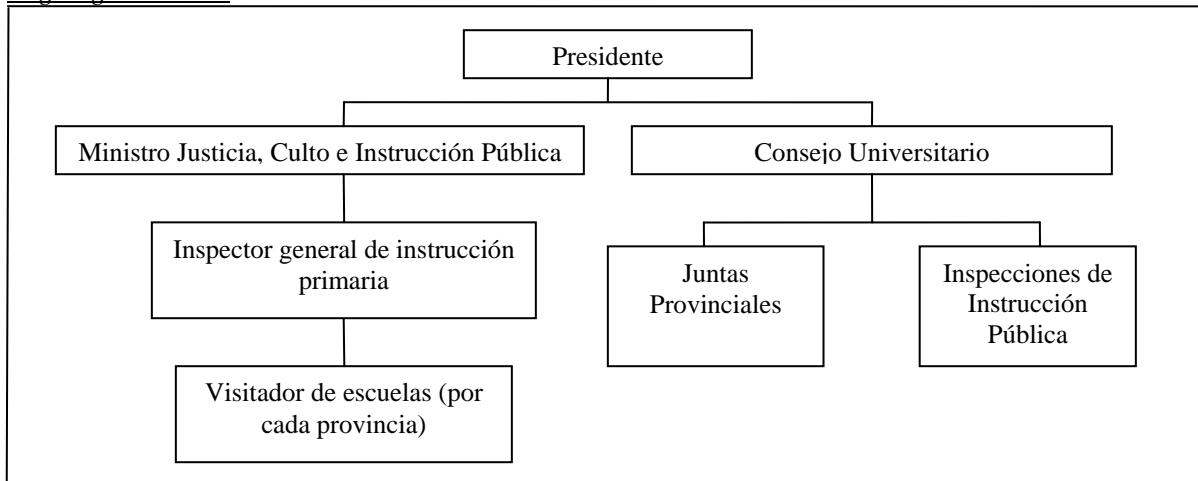 Presidente
Ministro Justicia, Culto e Instrucción Pública
Consejo Universitario
Inspector general de instrucción
primaria
Juntas
Provinciales
Inspecciones de
Instrucción
Pública
Visitador de escuelas (por
cada provincia)